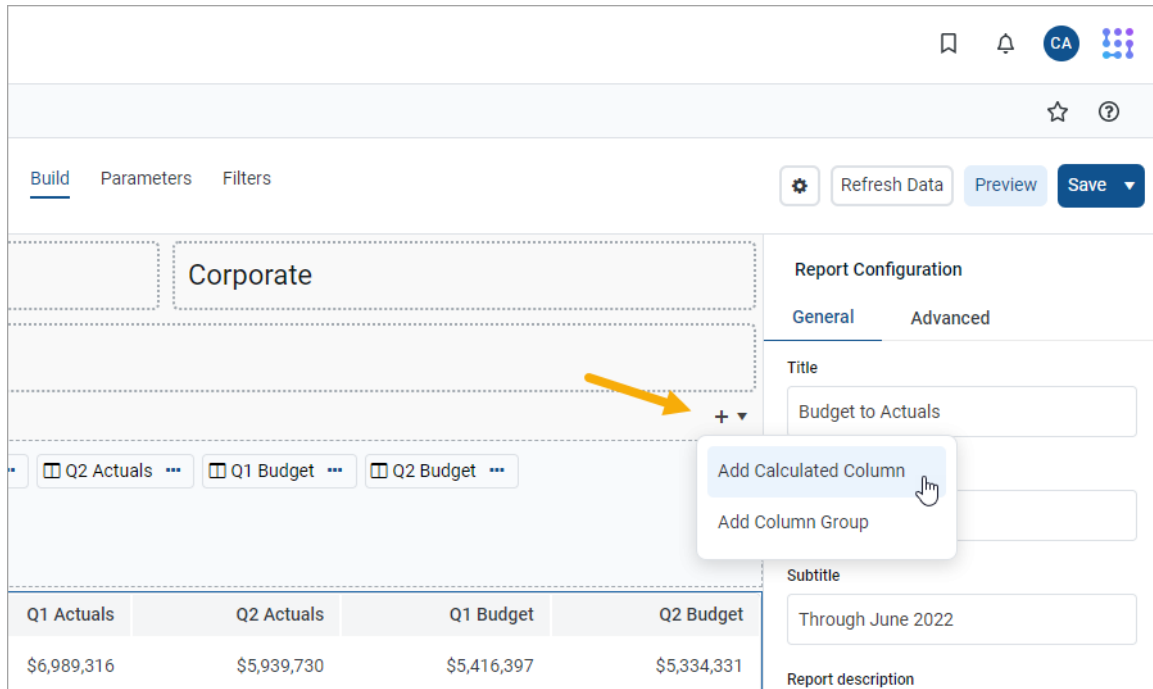 CA
Build Parameters Filters
Refresh Data Preview Save
Corporate
Report Configuration
General Advanced
Title
Budget to Actuals
Q2 Actuals Q1 Budget Q2 Budget
Add Calculated Column
Add Column Group
Subtitle
Through June 2022
Report description
Q1 Actuals Q2 Actuals Q1 Budget Q2 Budget
$6,989,316 $5,939,730 $5,416,397 $5,334,331